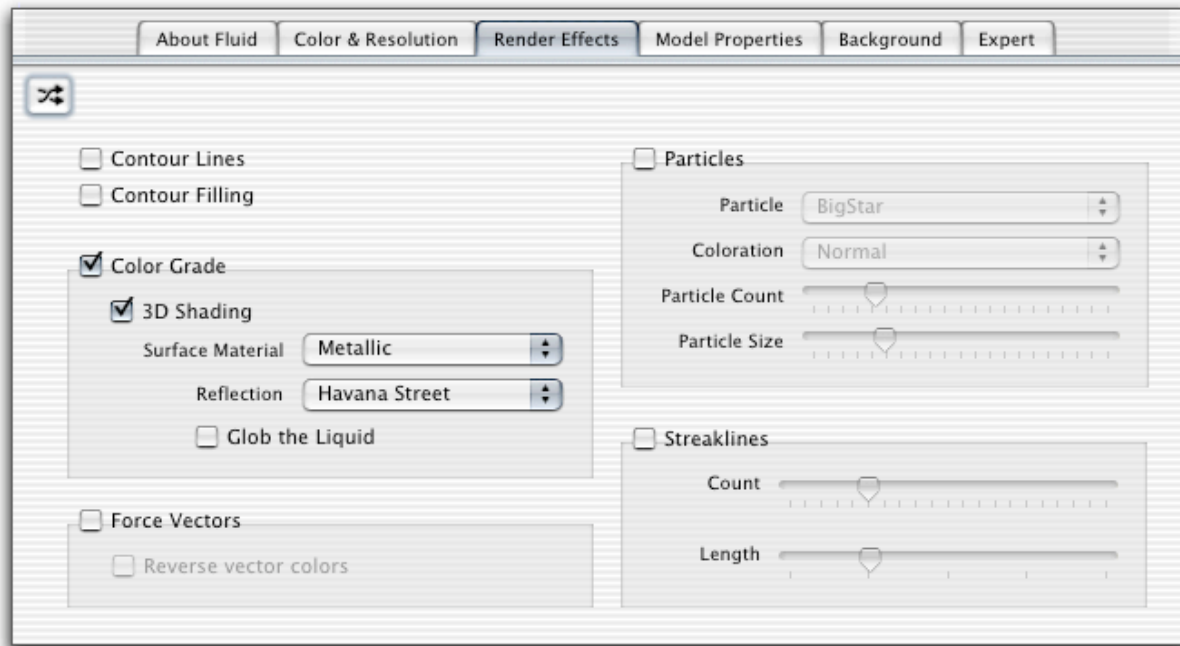 About Fluid
Color & Resolution
Render Effects
Model Properties
Background
Expert
Contour Lines
Contour Filling
Color Grade
3D Shading
Surface Material
Metallic
Reflection
Havana Street
Glob the Liquid
Force Vectors
Reverse vector colors
Particles
Particle
BigStar
Coloration
Normal
Particle Count
Particle Size
Streaklines
Count
Length